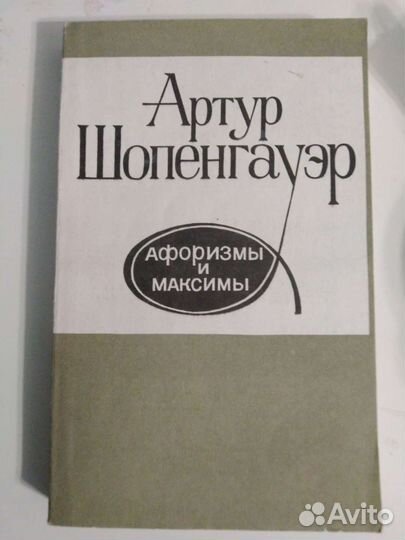 Артур
Шопенгауэр
Афоризмы
и
максимы
Avito